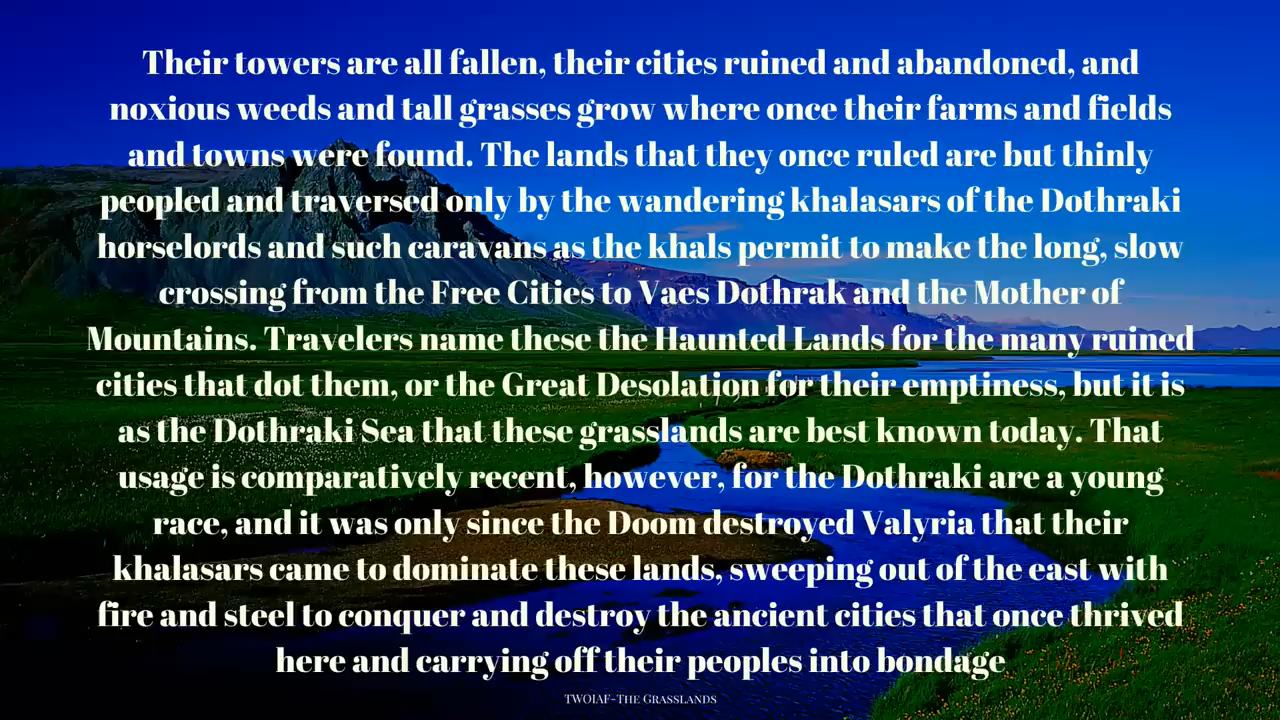 Their towers are all fallen, their cities ruined and abandoned, and
noxious weeds and tall grasses grow where once their farms and fields
and towns were found. The lands that they once ruled are but thinly
peopled and traversed only by the wandering khalasars of the Dothraki
horselords and such caravans as the khals permit to make the long, slow
crossing from the Free Cities to Vaes Dothrak and the Mother of
Mountains. Travelers name these the Haunted Lands for the many ruined
cities that dot them, or the Great Desolation for their emptiness, but it is
as the Dothraki Sea that these grasslands are best known today. That
usage is comparatively recent, however, for the Dothraki are a young
race, and it was only since the Doom destroyed Valyria that their
khalasars came to dominate these lands, sweeping out of the east with
fire and steel to conquer and destroy the ancient cities that once thrived
here and carrying off their peoples into bondage
TWOIAF-The Grasslands